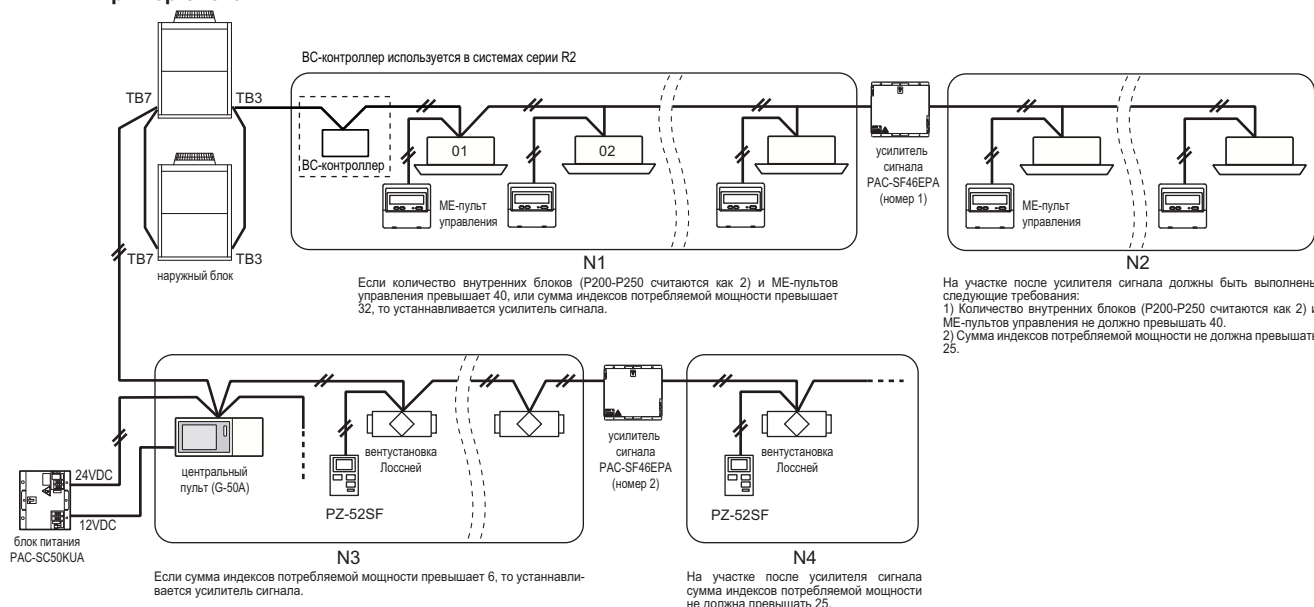 ВС-контроллер используется в системах серии R2
TB7
TB3
ВС-контроллер
01
02
МЕ-пульт
управления
усилитель
сигнала
PAC-SF46EPA
(номер 1)
МЕ-пульт
управления
TB7
TB3
наружный блок
N1
Если количество внутренних блоков (P200-P250 считаются как 2) и МЕ-пультов
управления превышает 40, или сумма индексов потребляемой мощности превышает
32, то устанавливается усилитель сигнала.
N2
На участке после усилителя сигнала должны быть выполнены
следующие требования:
1) Количество внутренних блоков (P200-P250 считаются как 2) и
МЕ-пультов управления не должно превышать 40.
2) Сумма индексов потребляемой мощности не должна превышать
25.
24VDC
12VDC
блок питания
PAC-SC50KUA
центральный
пульт (G-50A)
вентустановка
Лоссней
PZ-52SF
усилитель
сигнала
PAC-SF46EPA
(номер 2)
вентустановка
Лоссней
PZ-52SF
N3
Если сумма индексов потребляемой мощности превышает 6, то устаннавли-
вается усилитель сигнала.
N4
На участке после усилителя сигнала
сумма индексов потребляемой мощности
не должна превышать 25.